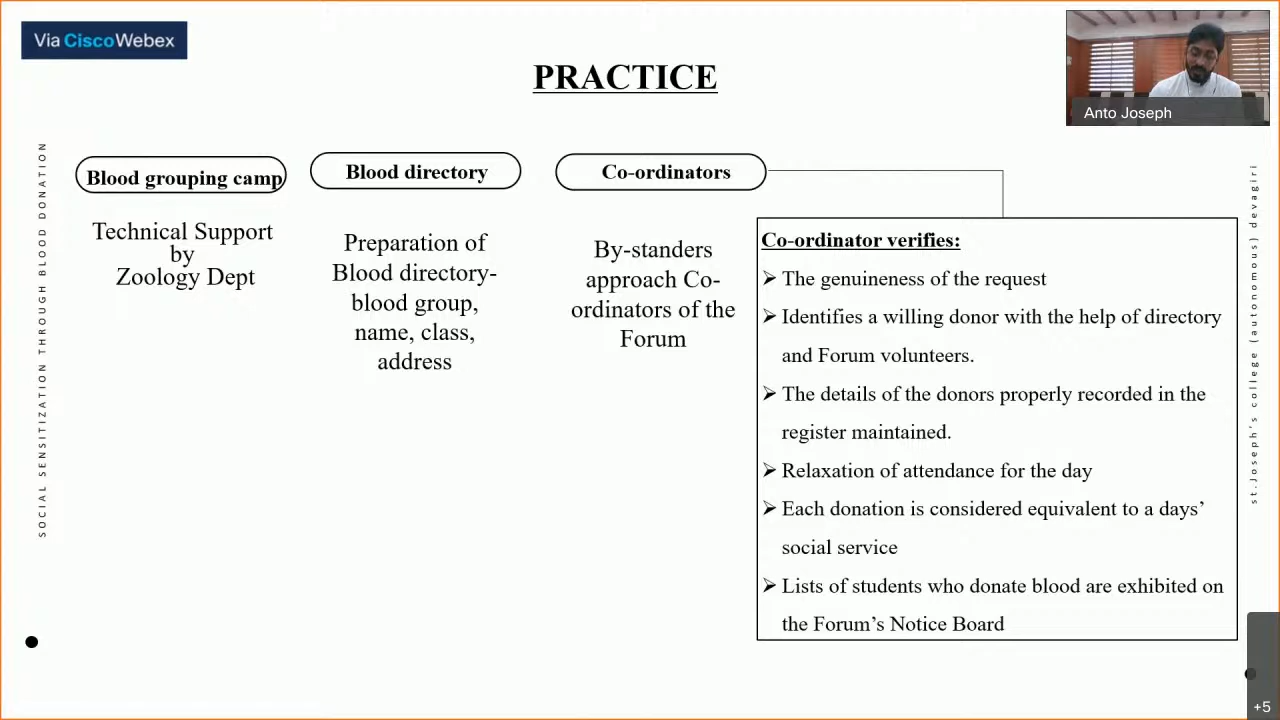 Via CiscoWebex
PRACTICE
Anto Joseph
SOCIAL SENSITIZATION THROUGH BLOOD DONATION
Blood grouping camp
Technical Support
by
Zoology Dept
Blood directory
Preparation of
Blood directory-
blood group,
name, class,
address
Co-ordinators
By-standers
approach Co-
ordinators of the
Forum
Co-ordinator verifies:
➢ The genuineness of the request
➢ Identifies a willing donor with the help of directory
and Forum volunteers.
➢ The details of the donors properly recorded in the
register maintained.
➢ Relaxation of attendance for the day
➢ Each donation is considered equivalent to a days’
social service
➢ Lists of students who donate blood are exhibited on
the Forum’s Notice Board
st.Joseph’s college (autonomous) devagiri
+5